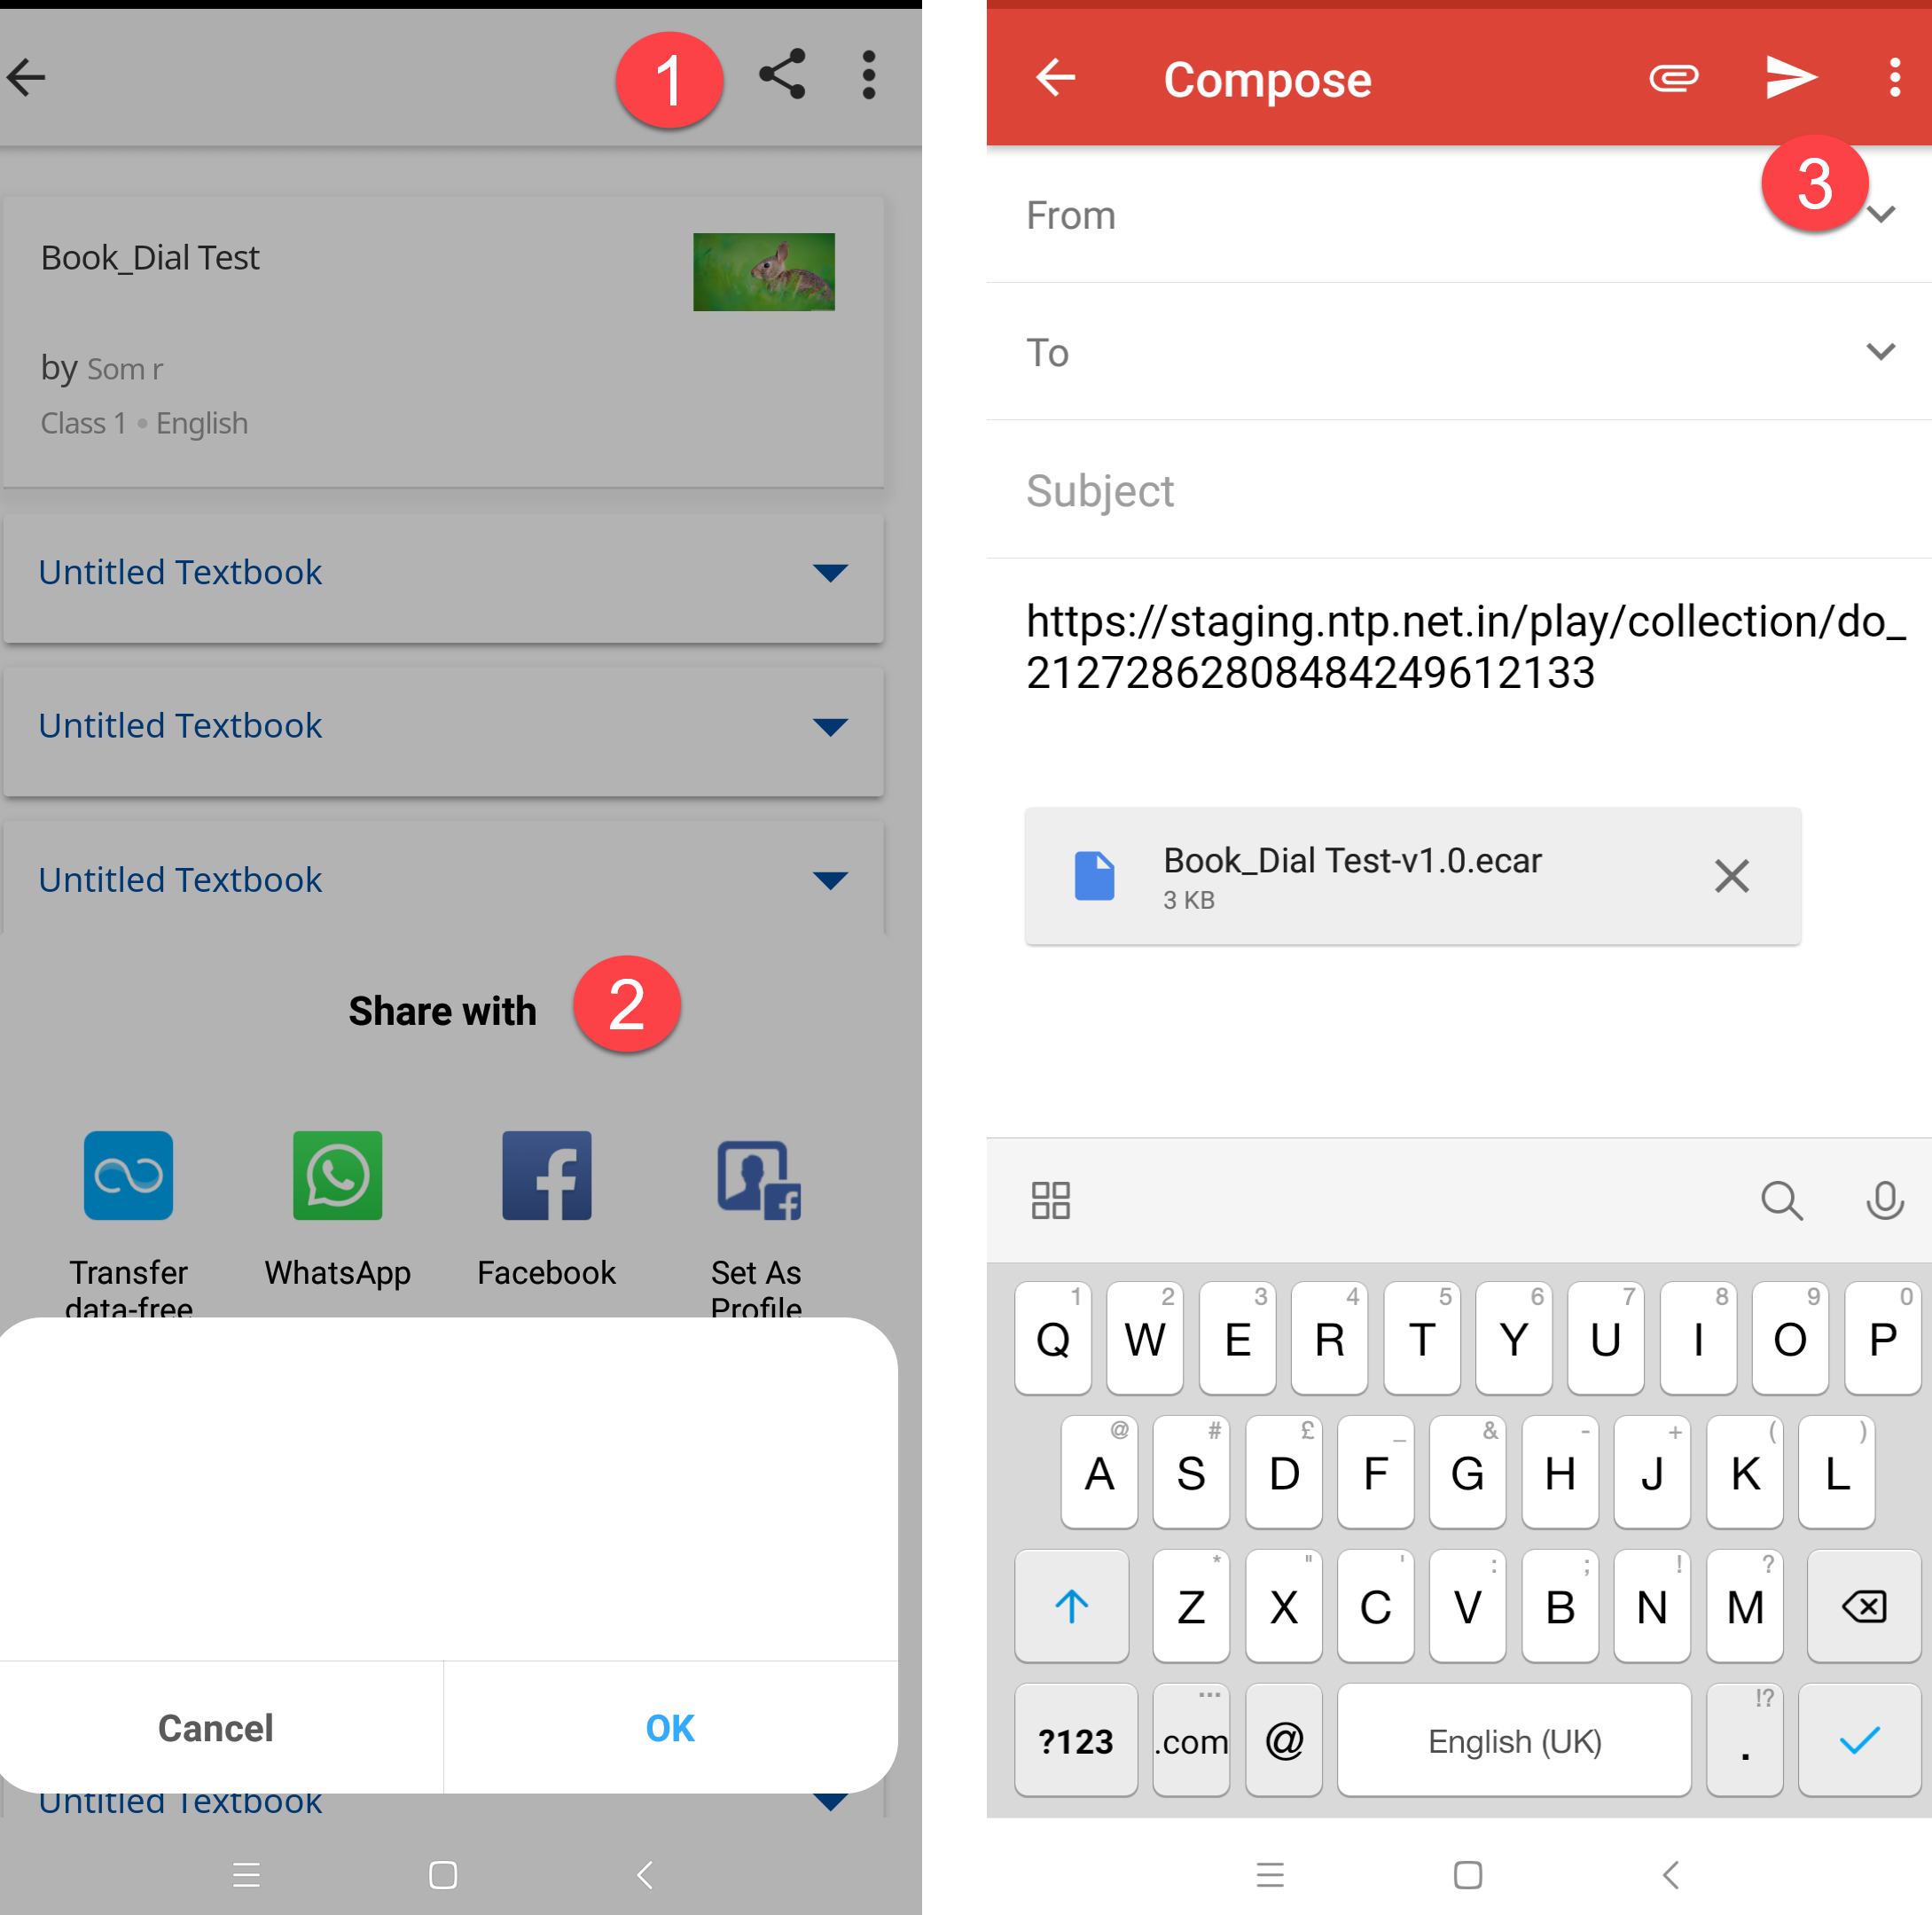 1
Book_Dial Test
by Som r
Class 1 • English
Untitled Textbook
Untitled Textbook
Untitled Textbook
Share with
2
Transfer
data-free
WhatsApp
Facebook
Set As
Profile
Cancel
OK
Untitled Textbook
Compose
3
From
To
Subject
https://staging.ntp.net.in/play/collection/do_
21272862808484249612133
Book_Dial Test-v1.0.ecar
3 KB
1 2 3 4 5 6 7 8 9 0
Q W E R T Y U I O P
@ # £ _ & - + ( )
A S D F G H J K L
* " ' : ; ! ?
Z X C V B N M
... !?
?123 .com @ English (UK) .